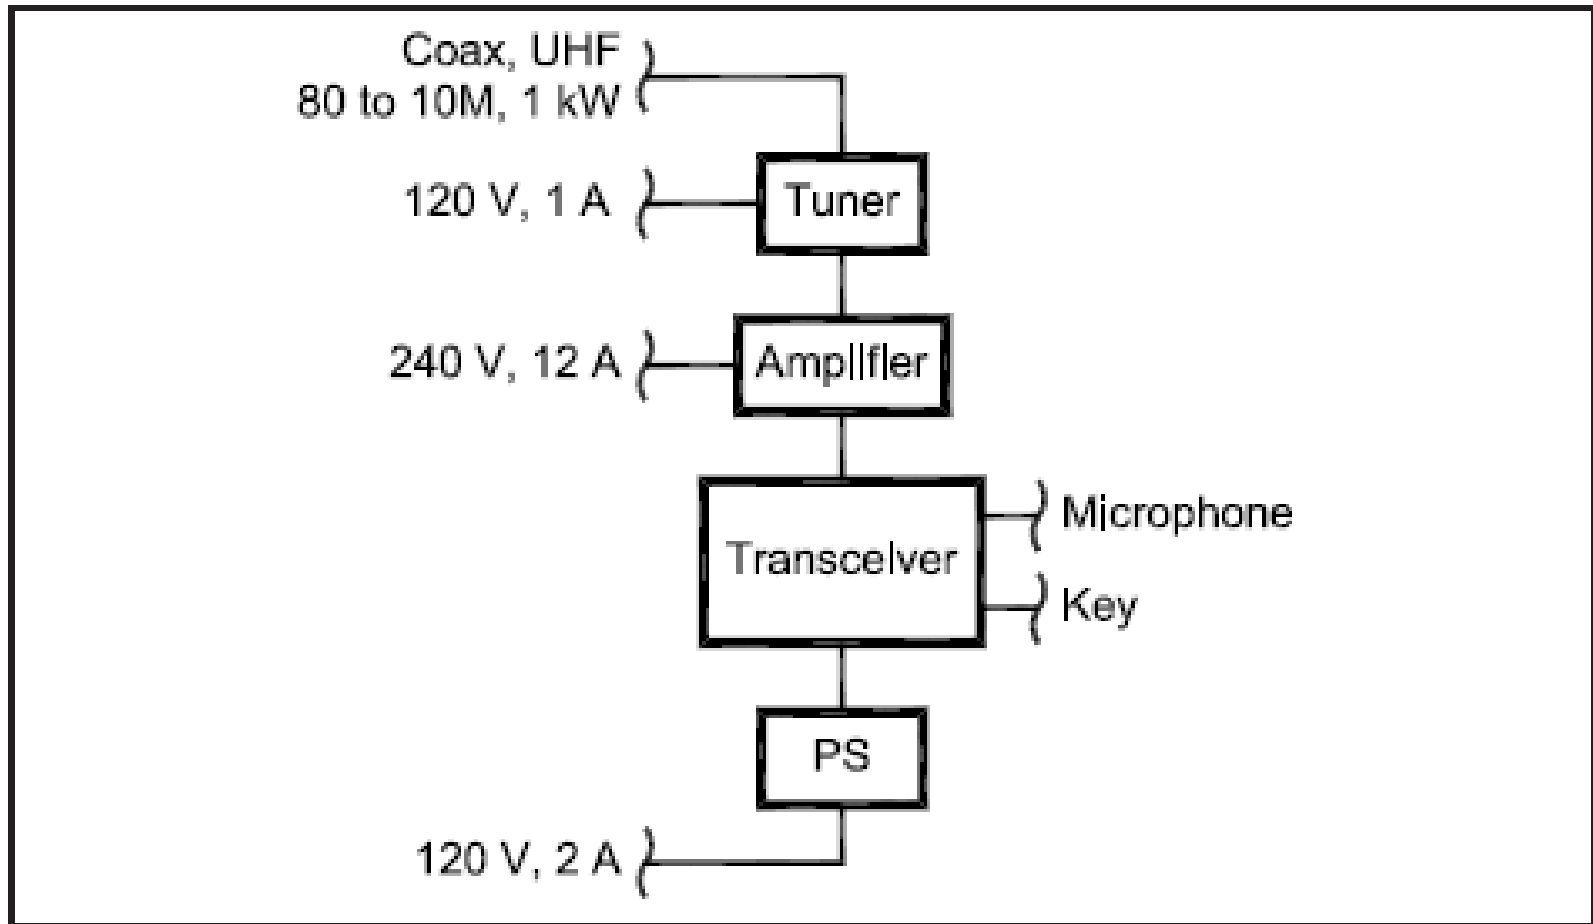 Coax, UHF
80 to 10M, 1 kW
120 V, 1 A
Tuner
240 V, 12 A
Amplifier
Transceiver
Microphone
Key
PS
120 V, 2 A